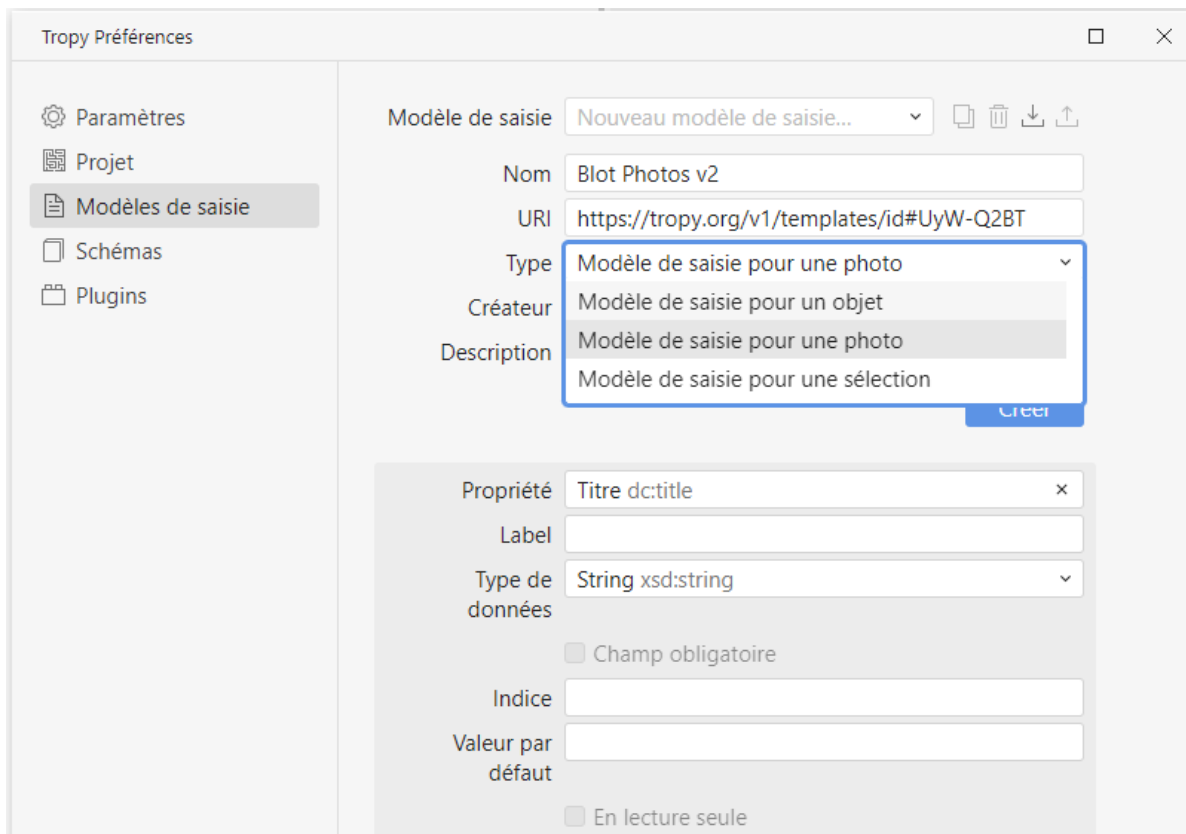 Tropy Préférences
Paramètres
Projet
Modèles de saisie
Schémas
Plugins
Modèle de saisie Nouveau modèle de saisie...
Nom Blot Photos v2
URI https://tropy.org/v1/templates/id#UyW-Q2BT
Type Modèle de saisie pour une photo
Modèle de saisie pour un objet
Créateur
Modèle de saisie pour une photo
Description
Modèle de saisie pour une sélection
Créer
Propriété Titre dc:title
Label
Type de données String xsd:string
Champ obligatoire
Indice
Valeur par défaut
En lecture seule